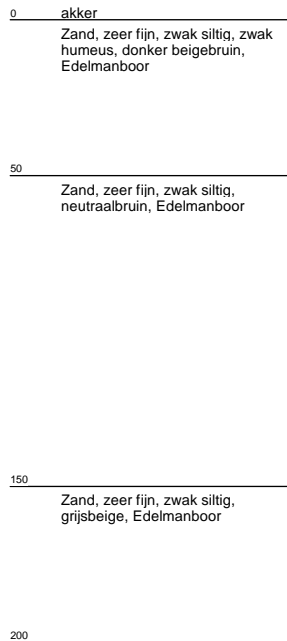 0 akker
Zand, zeer fijn, zwak siltig, zwak
humeus, donker beigebruin,
Edelmanboor
50
Zand, zeer fijn, zwak siltig,
neutraalbruin, Edelmanboor
150
Zand, zeer fijn, zwak siltig,
grijsbeige, Edelmanboor
200